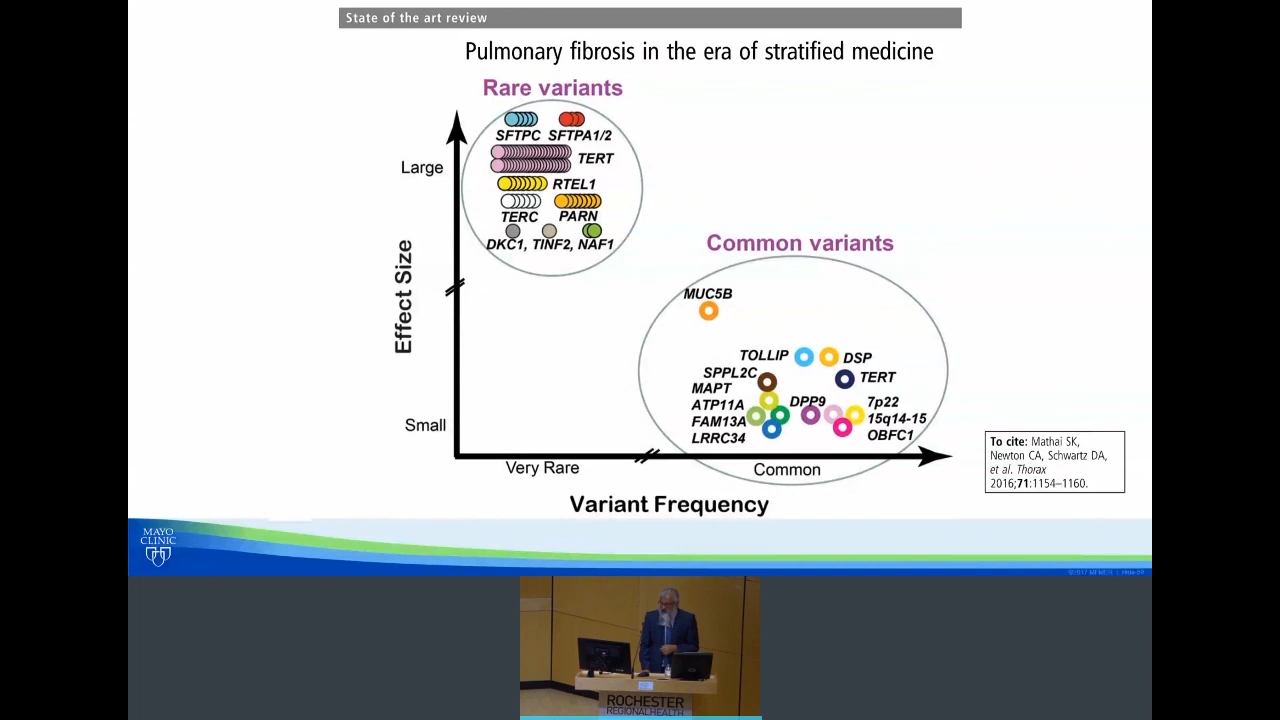 State of the art review
Pulmonary fibrosis in the era of stratified medicine
Rare variants
SFTPC SFTPA1/2
TERT
RTEL1
TERC PARN
DKC1, TINF2, NAF1
Large
Effect Size
Small
Common variants
MUC5B
TOLLIP DSP
SPPL2C TERT
MAPT
ATP11A DPP9 7p22
FAM13A 15q14-15
LRRC34 OBFC1
Very Rare Common
Variant Frequency
To cite: Mathai SK,
Newton CA, Schwartz DA,
et al. Thorax
2016;71:1154–1160.
MAYO
CLINIC
ROCHESTER
REGIONAL HEALTH